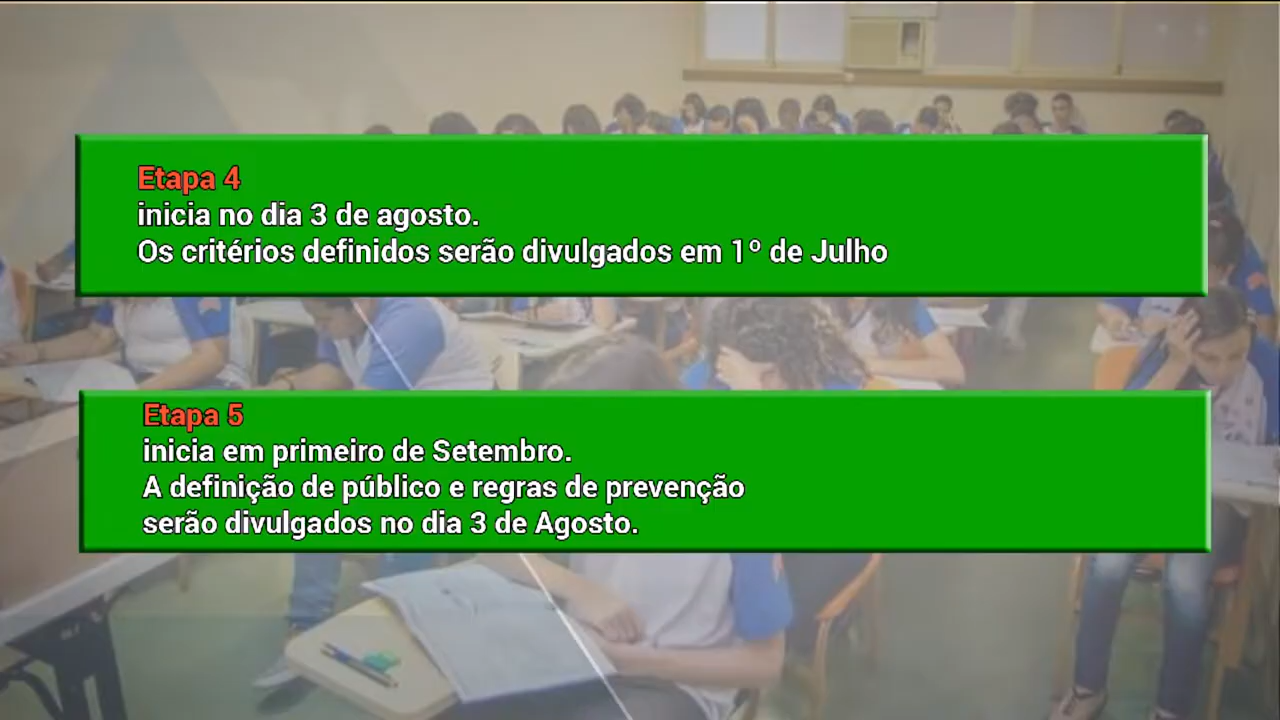 Etapa 4
inicia no dia 3 de agosto.
Os critérios definidos serão divulgados em 1º de Julho
Etapa 5
inicia em primeiro de Setembro.
A definição de público e regras de prevenção
serão divulgados no dia 3 de Agosto.